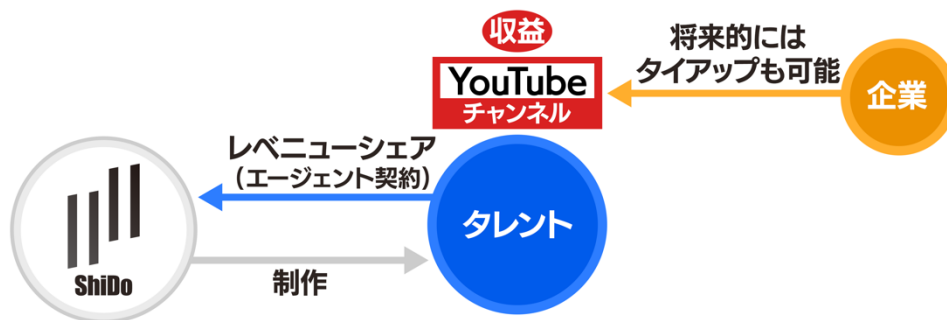 収益
YouTube
チャンネル
将来的には
タイアップも可能
企業
レベニューシェア
（エージェント契約）
ShiDo
タレント
制作